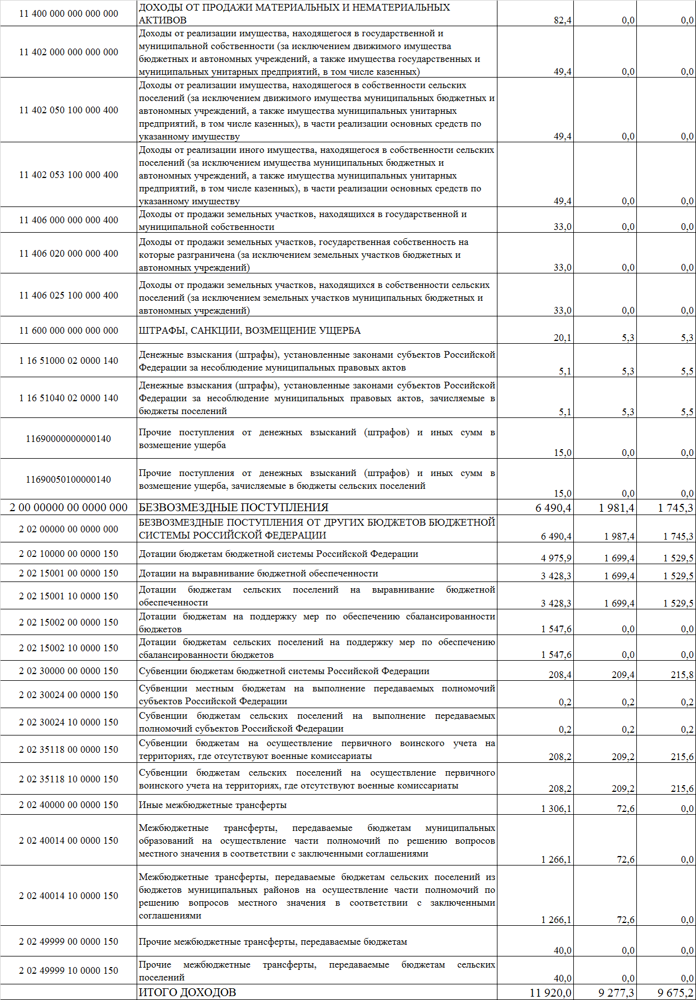 11 400 000 000 000 000
ДОХОДЫ ОТ ПРОДАЖИ МАТЕРИАЛЬНЫХ И НЕМАТЕРИАЛЬНЫХ
АКТИВОВ
82,4 0,0 0,0
11 402 000 000 000 000
Доходы от реализации имущества, находящегося в государственной и
муниципальной собственности (за исключением движимого имущества
бюджетных и автономных учреждений, а также имущества государственных и
муниципальных унитарных предприятий, в том числе казенных)
49,4 0,0 0,0
11 402 050 100 000 400
Доходы от реализации имущества, находящегося в собственности сельских
поселений (за исключением движимого имущества муниципальных бюджетных и
автономных учреждений, а также имущества муниципальных унитарных
предприятий, в том числе казенных), в части реализации основных средств по
указанному имуществу
49,4 0,0 0,0
11 402 053 100 000 400
Доходы от реализации иного имущества, находящегося в собственности сельских
поселений (за исключением имущества муниципальных бюджетных и
автономных учреждений, а также имущества муниципальных унитарных
предприятий, в том числе казенных), в части реализации основных средств по
указанному имуществу
49,4 0,0 0,0
11 406 000 000 000 400
Доходы от продажи земельных участков, находящихся в государственной и
муниципальной собственности
33,0 0,0 0,0
11 406 020 000 000 400
Доходы от продажи земельных участков, государственная собственность на
которые разграничена (за исключением земельных участков бюджетных и
автономных учреждений)
33,0 0,0 0,0
11 406 025 100 000 400
Доходы от продажи земельных участков, находящихся в собственности сельских
поселений (за исключением земельных участков муниципальных бюджетных и
автономных учреждений)
33,0 0,0 0,0
11 600 000 000 000 000
ШТРАФЫ, САНКЦИИ, ВОЗМЕЩЕНИЕ УЩЕРБА
20,1 5,3 5,3
1 16 51000 02 0000 140
Денежные взыскания (штрафы), установленные законами субъектов Российской
Федерации за несоблюдение муниципальных правовых актов
5,1 5,3 5,5
1 16 51040 02 0000 140
Денежные взыскания (штрафы), установленные законами субъектов Российской
Федерации за несоблюдение муниципальных правовых актов, зачисляемые в
бюджеты поселений
5,1 5,3 5,5
11690000000000140
Прочие поступления от денежных взысканий (штрафов) и иных сумм в
возмещение ущерба
15,0 0,0 0,0
11690050100000140
Прочие поступления от денежных взысканий (штрафов) и иных сумм в
возмещение ущерба, зачисляемые в бюджеты сельских поселений
15,0 0,0 0,0
2 00 00000 00 0000 000
БЕЗВОЗМЕЗДНЫЕ ПОСТУПЛЕНИЯ
6 490,4 1 981,4 1 745,3
2 02 00000 00 0000 000
БЕЗВОЗМЕЗДНЫЕ ПОСТУПЛЕНИЯ ОТ ДРУГИХ БЮДЖЕТОВ БЮДЖЕТНОЙ
СИСТЕМЫ РОССИЙСКОЙ ФЕДЕРАЦИИ
6 490,4 1 987,4 1 745,3
2 02 10000 00 0000 150
Дотации бюджетам бюджетной системы Российской Федерации
4 975,9 1 699,4 1 529,5
2 02 15001 00 0000 150
Дотации на выравнивание бюджетной обеспеченности
3 428,3 1 699,4 1 529,5
2 02 15001 10 0000 150
Дотации бюджетам сельских поселений на выравнивание бюджетной
обеспеченности
3 428,3 1 699,4 1 529,5
2 02 15002 00 0000 150
Дотации бюджетам на поддержку мер по обеспечению сбалансированности
бюджетов
1 547,6 0,0 0,0
2 02 15002 10 0000 150
Дотации бюджетам сельских поселений на поддержку мер по обеспечению
сбалансированности бюджетов
1 547,6 0,0 0,0
2 02 30000 00 0000 150
Субвенции бюджетам бюджетной системы Российской Федерации
208,4 209,4 215,8
2 02 30024 00 0000 150
Субвенции местным бюджетам на выполнение передаваемых полномочий
субъектов Российской Федерации
0,2 0,2 0,2
2 02 30024 10 0000 150
Субвенции бюджетам сельских поселений на выполнение передаваемых
полномочий субъектов Российской Федерации
0,2 0,2 0,2
2 02 35118 00 0000 150
Субвенции бюджетам на осуществление первичного воинского учета на
территориях, где отсутствуют военные комиссариаты
208,2 209,2 215,6
2 02 35118 10 0000 150
Субвенции бюджетам сельских поселений на осуществление первичного
воинского учета на территориях, где отсутствуют военные комиссариаты
208,2 209,2 215,6
2 02 40000 00 0000 150
Иные межбюджетные трансферты
1 306,1 72,6 0,0
2 02 40014 00 0000 150
Межбюджетные трансферты, передаваемые бюджетам муниципальных
образований на осуществление части полномочий по решению вопросов
местного значения в соответствии с заключенными соглашениями
1 266,1 72,6 0,0
2 02 40014 10 0000 150
Межбюджетные трансферты, передаваемые бюджетам сельских поселений из
бюджетов муниципальных районов на осуществление части полномочий по
решению вопросов местного значения в соответствии с заключенными
соглашениями
1 266,1 72,6 0,0
2 02 49999 00 0000 150
Прочие межбюджетные трансферты, передаваемые бюджетам
40,0 0,0 0,0
2 02 49999 10 0000 150
Прочие межбюджетные трансферты, передаваемые бюджетам сельских
поселений
40,0 0,0 0,0
ИТОГО ДОХОДОВ
11 920,0 9 277,3 9 675,2